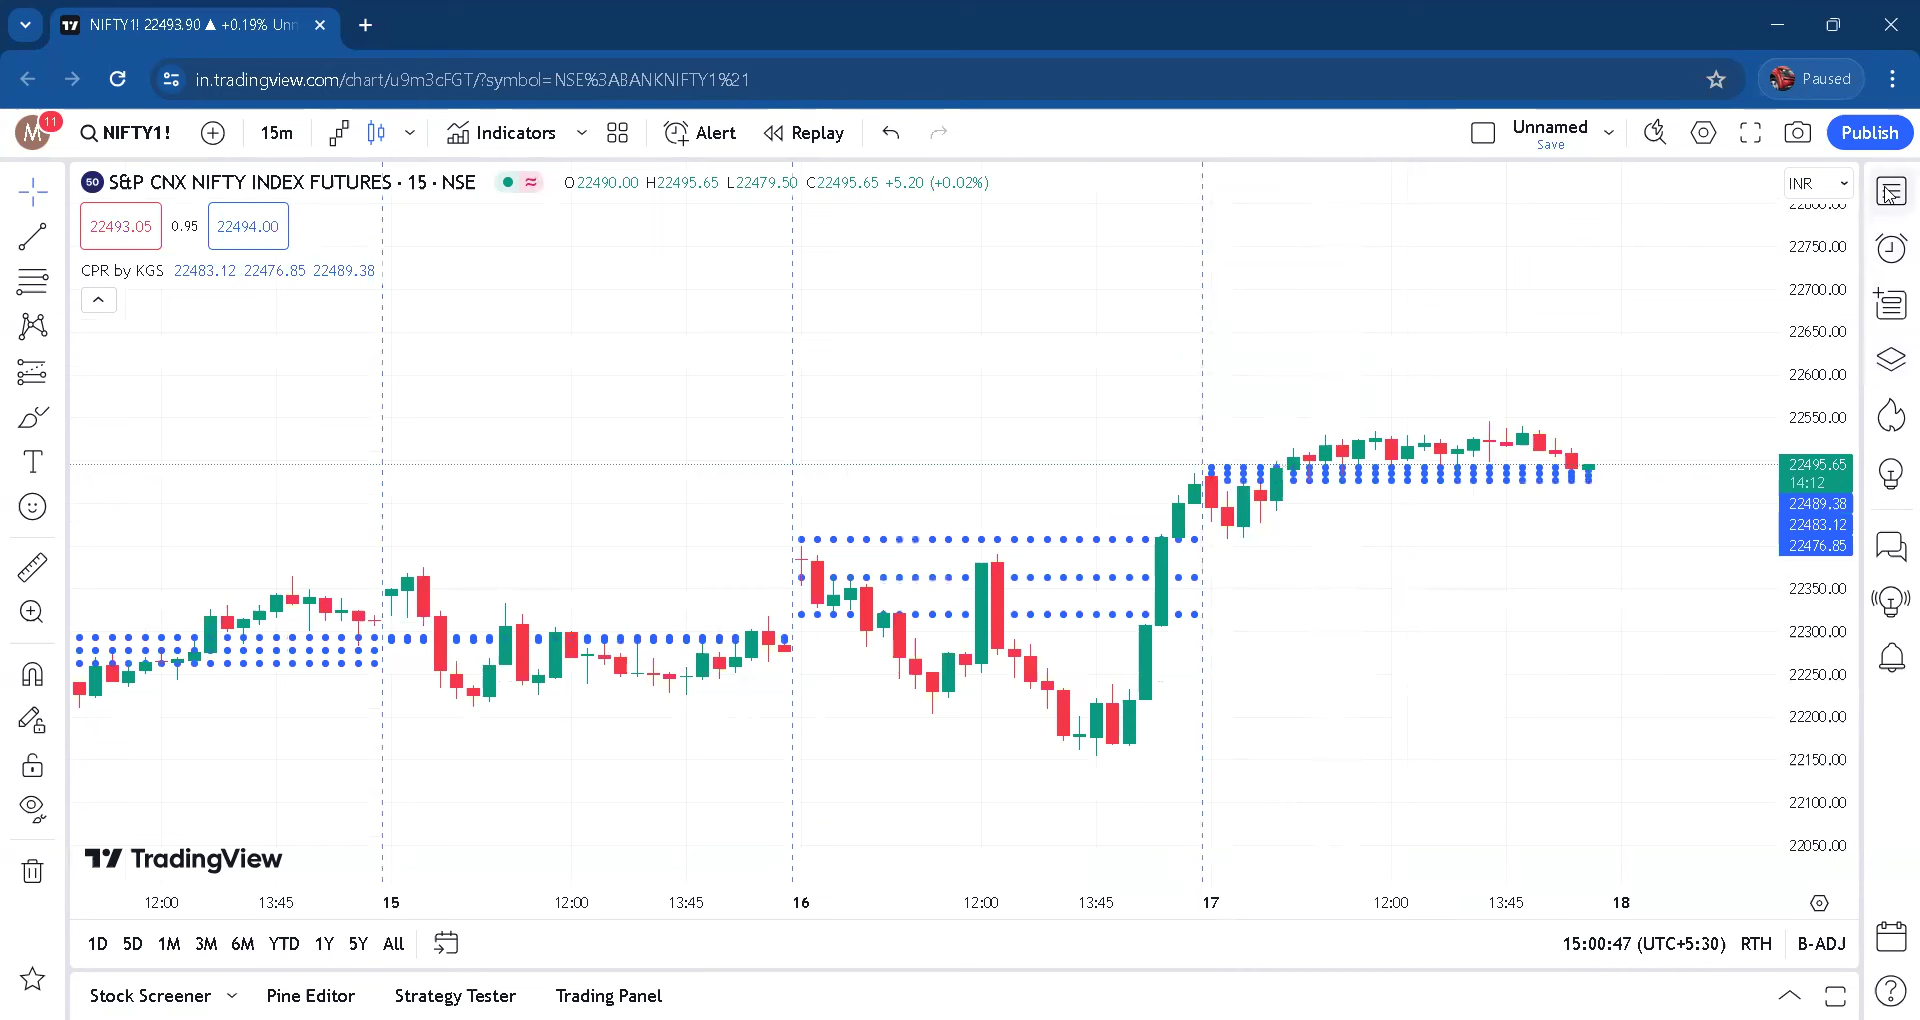 NIFTY1! 22493.90 ▲ +0.19% Unn
in.tradingview.com/chart/u9m3cFGT/?symbol=NSE%3ABANKNIFTY1%21
Paused
M 11 NIFTY1! 15m Indicators Alert Replay Unnamed Save Publish
50 S&P CNX NIFTY INDEX FUTURES · 15 · NSE O22490.00 H22495.65 L22479.50 C22495.65 +5.20 (+0.02%) INR
22493.05 0.95 22494.00
CPR by KGS 22483.12 22476.85 22489.38
22800.00
22750.00
22700.00
22650.00
22600.00
22550.00
22495.65
14:12
22489.38
22483.12
22476.85
22350.00
22300.00
22250.00
22200.00
22150.00
22100.00
22050.00
TradingView
12:00 13:45 15 12:00 13:45 16 12:00 13:45 17 12:00 13:45 18
1D 5D 1M 3M 6M YTD 1Y 5Y All 15:00:47 (UTC+5:30) RTH B-ADJ
Stock Screener Pine Editor Strategy Tester Trading Panel